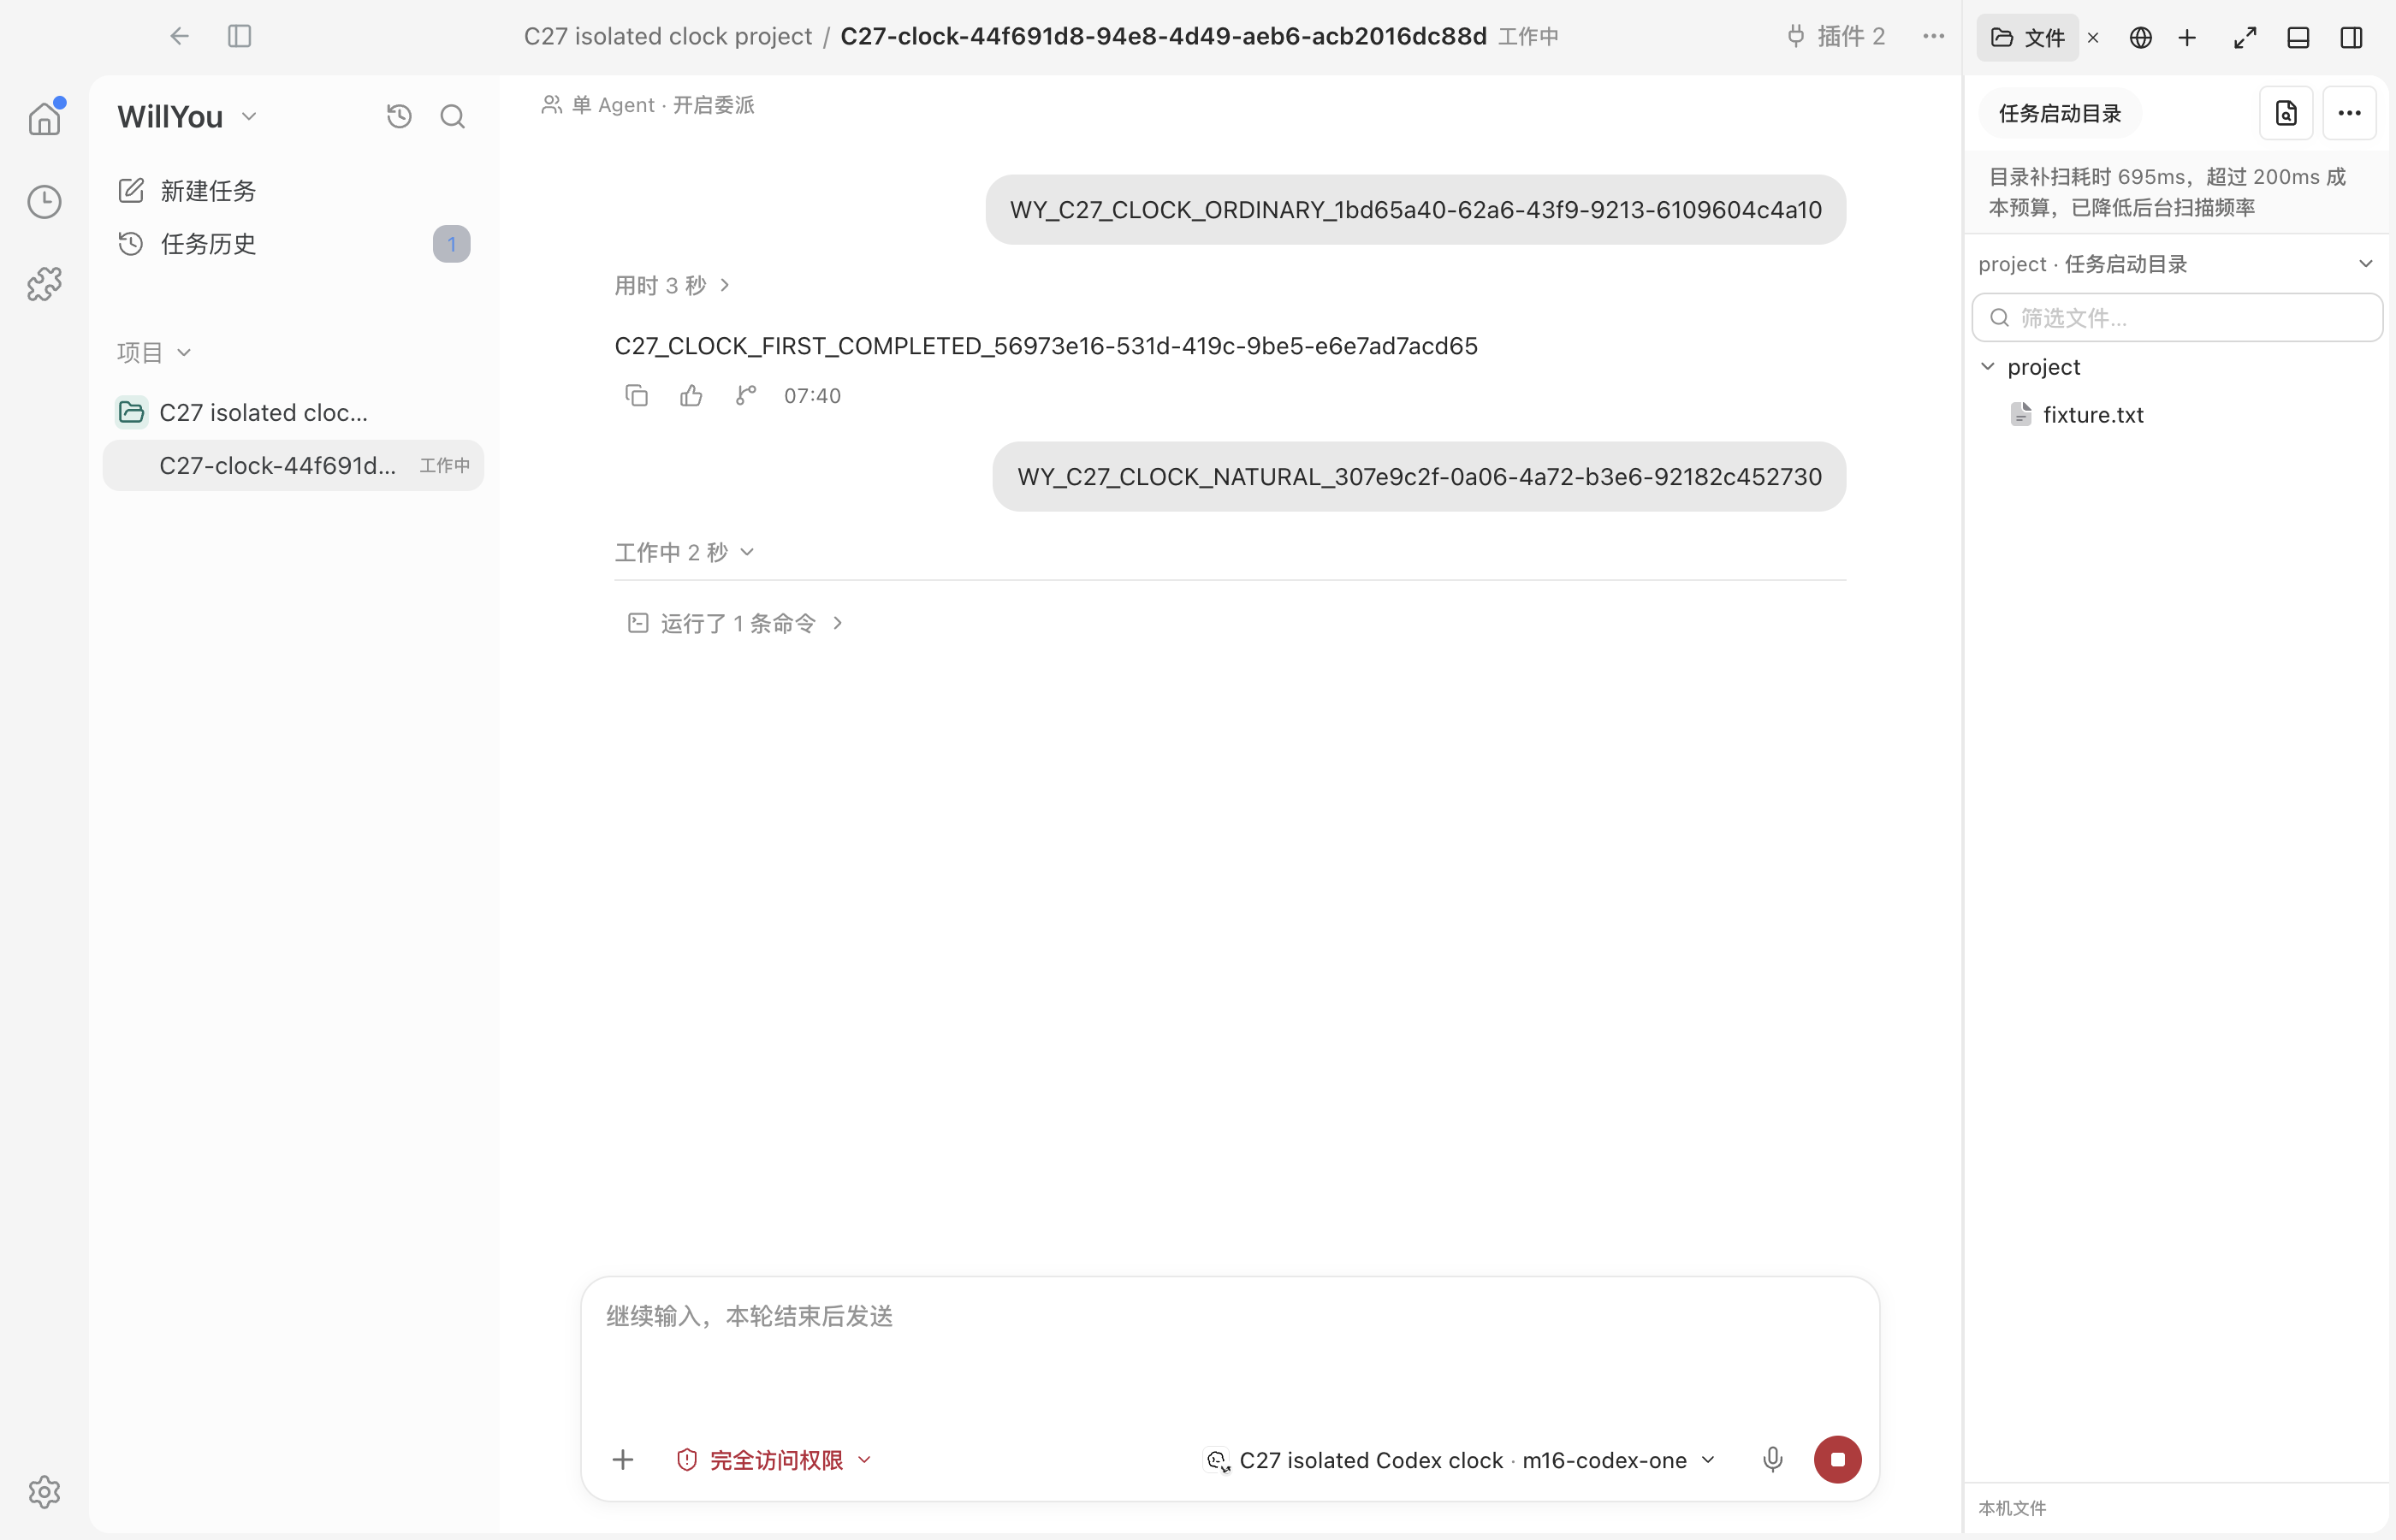 C27 isolated clock project / C27-clock-44f691d8-94e8-4d49-aeb6-acb2016dc88d 工作中
插件 2
文件
WillYou
新建任务
任务历史
1
项目
C27 isolated cloc...
C27-clock-44f691d... 工作中
单 Agent · 开启委派
WY_C27_CLOCK_ORDINARY_1bd65a40-62a6-43f9-9213-6109604c4a10
用时 3 秒
C27_CLOCK_FIRST_COMPLETED_56973e16-531d-419c-9be5-e6e7ad7acd65
07:40
WY_C27_CLOCK_NATURAL_307e9c2f-0a06-4a72-b3e6-92182c452730
工作中 2 秒
运行了 1 条命令
继续输入，本轮结束后发送
完全访问权限
C27 isolated Codex clock · m16-codex-one
任务启动目录
目录补扫耗时 695ms，超过 200ms 成
本预算，已降低后台扫描频率
project · 任务启动目录
筛选文件...
project
fixture.txt
本机文件